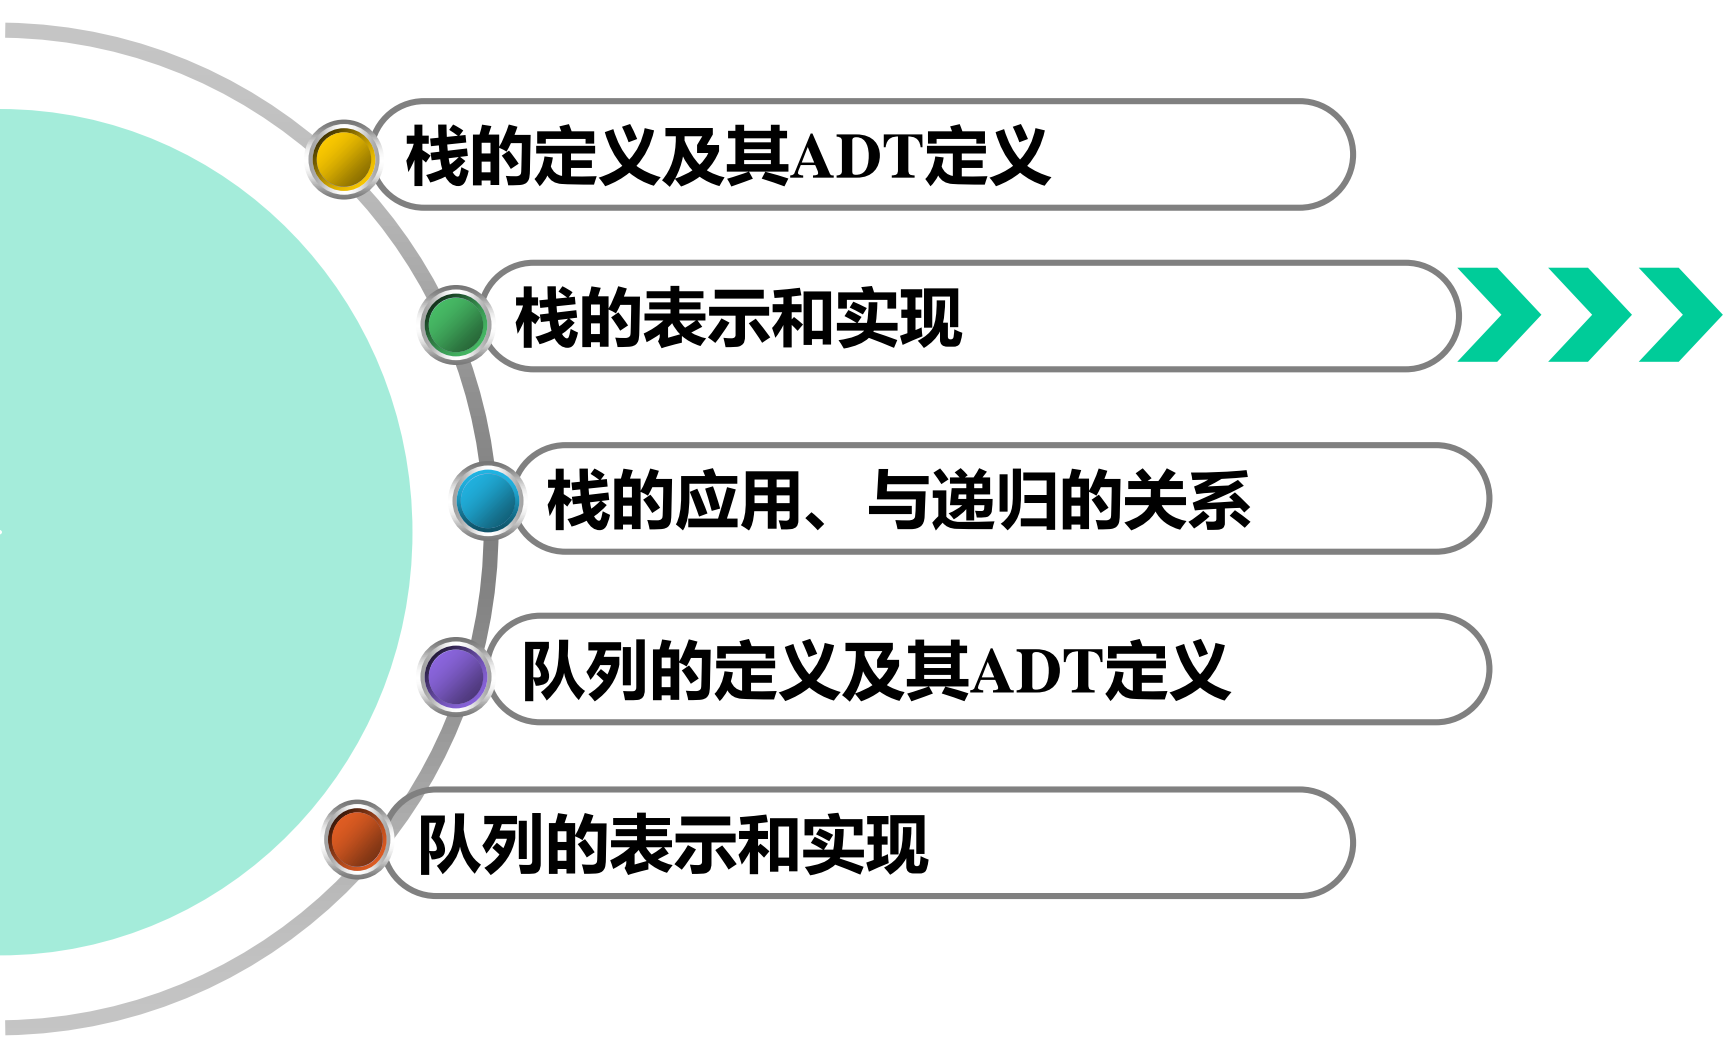 栈的定义及其ADT定义
栈的表示和实现
栈的应用、与递归的关系
队列的定义及其ADT定义
队列的表示和实现